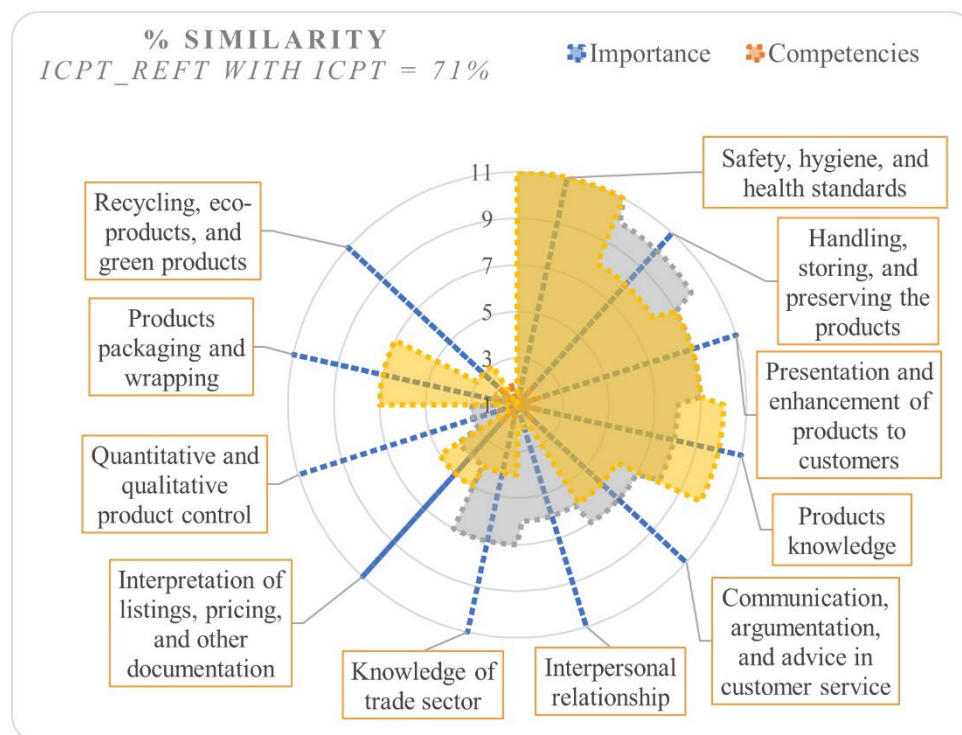 % SIMILARITY
ICPT_REFT WITH ICPT = 71%
Importance
Competencies
11
9
7
5
3
1
Safety, hygiene, and
health standards
Handling,
storing, and
preserving the
products
Presentation and
enhancement of
products to
customers
Products
knowledge
Communication,
argumentation,
and advice in
customer service
Interpersonal
relationship
Knowledge of
trade sector
Interpretation of
listings, pricing,
and other
documentation
Quantitative and
qualitative
product control
Products
packaging and
wrapping
Recycling, eco-
products, and
green products